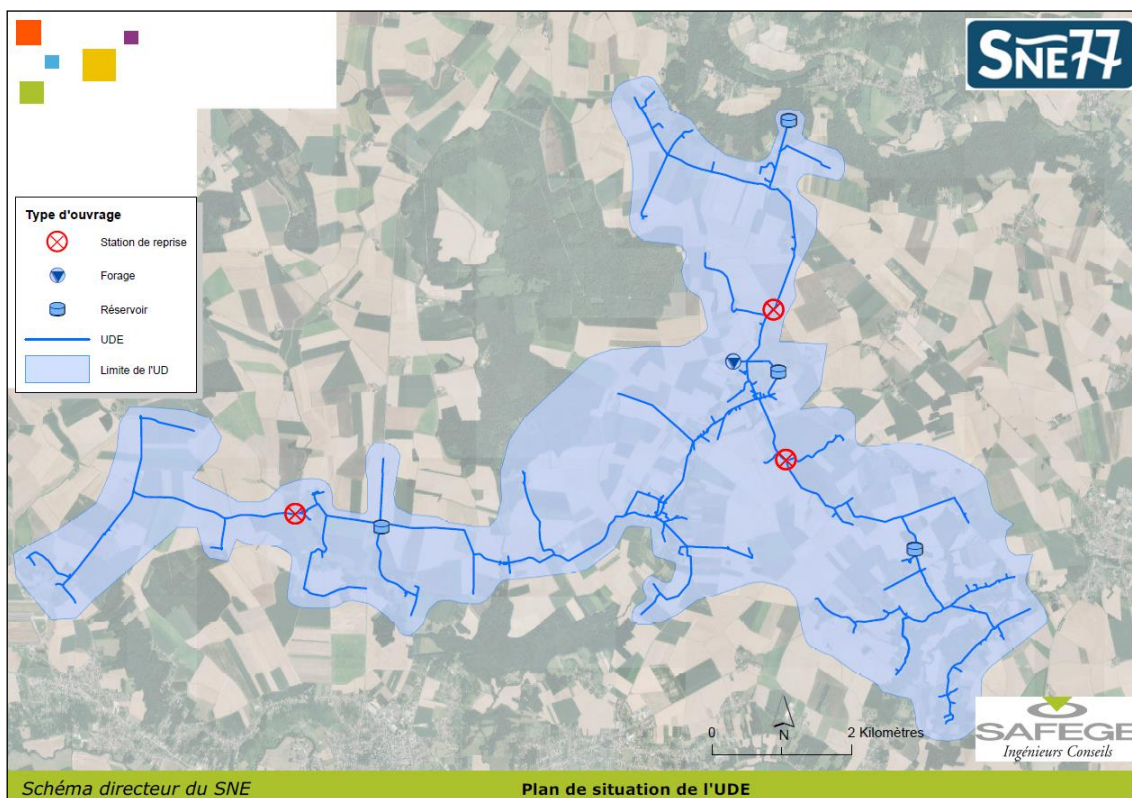 SNE77
Type d'ouvrage
Station de reprise
Forage
Réservoir
UDE
Limite de l'UD
0
N
2 Kilomètres
SAFEGE
Ingénieurs Conseils
Schéma directeur du SNE
Plan de situation de l'UDE